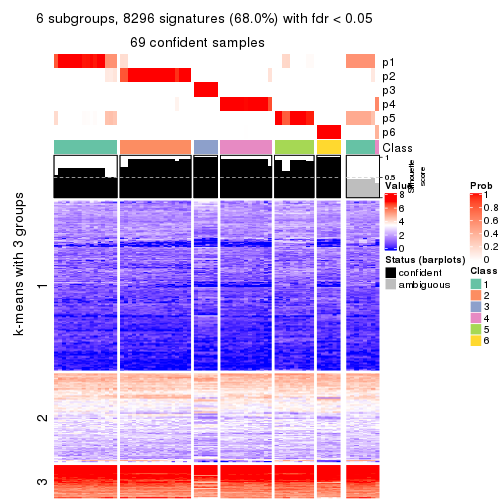 6 subgroups, 8296 signatures (68.0%) with fdr < 0.05
69 confident samples
p1
p2
p3
p4
p5
p6
Class
1
0.5
0
Silhouette
score
k-means with 3 groups
1
2
3
Value
8
6
4
2
0
Status (barplots)
confident
ambiguous
Prob
1
0.8
0.6
0.4
0.2
0
Class
1
2
3
4
5
6